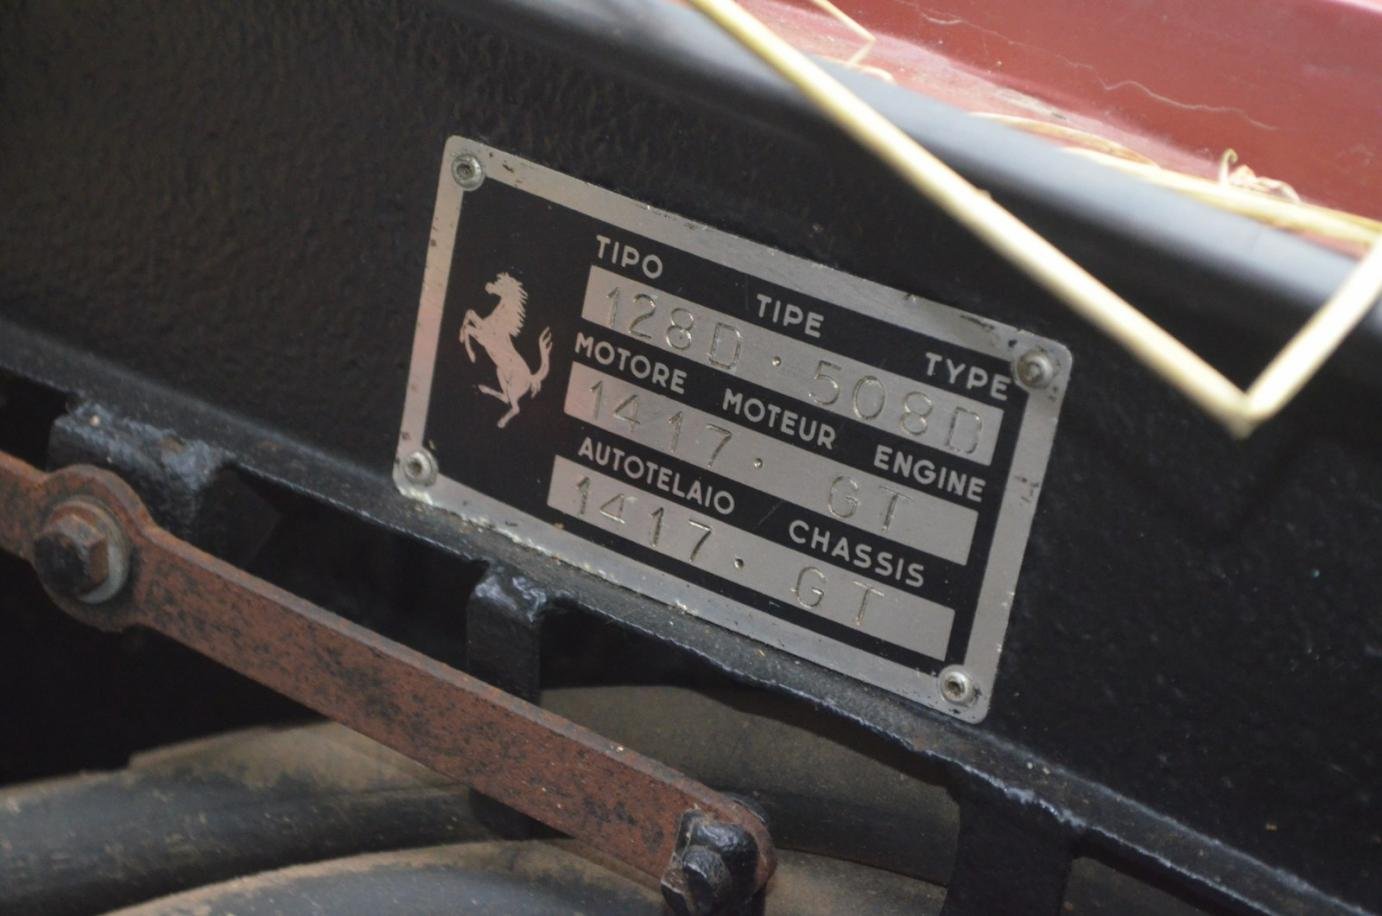 TIPO TIPE TYPE
128D · 508D
MOTORE MOTEUR ENGINE
1417 · GT
AUTOTELAIO CHASSIS
1417 · GT